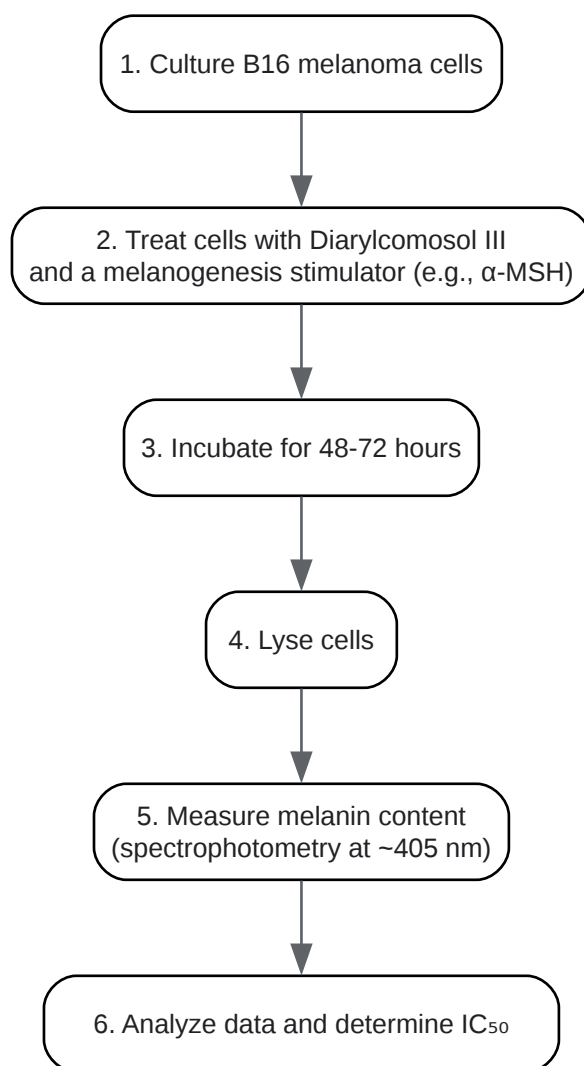 1. Culture B16 melanoma cells
2. Treat cells with Diarylcomosol III
and a melanogenesis stimulator (e.g., α-MSH)
3. Incubate for 48-72 hours
4. Lyse cells
5. Measure melanin content
(spectrophotometry at ~405 nm)
6. Analyze data and determine IC₅₀